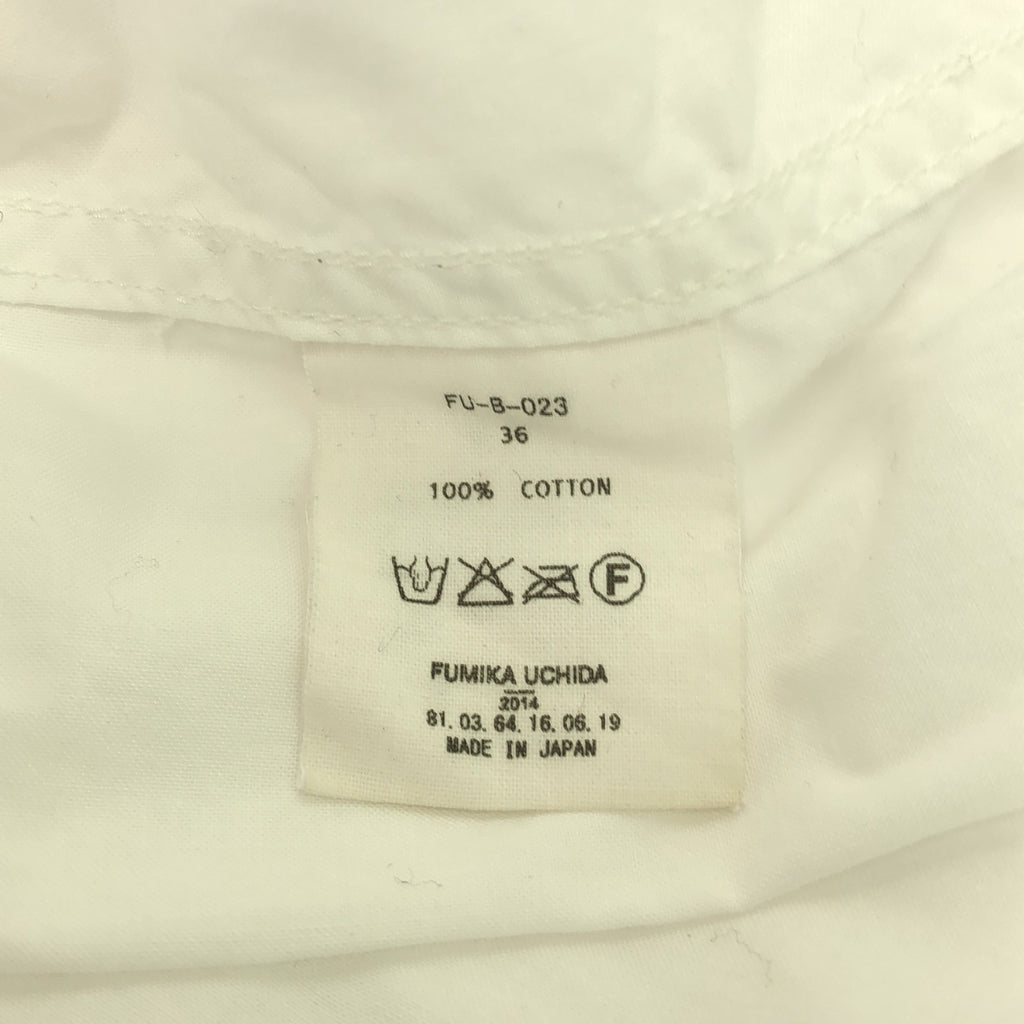 FU-B-023
36
100% COTTON
F
FUMIKA UCHIDA
2014
81. 03. 64. 16. 06. 19
MADE IN JAPAN